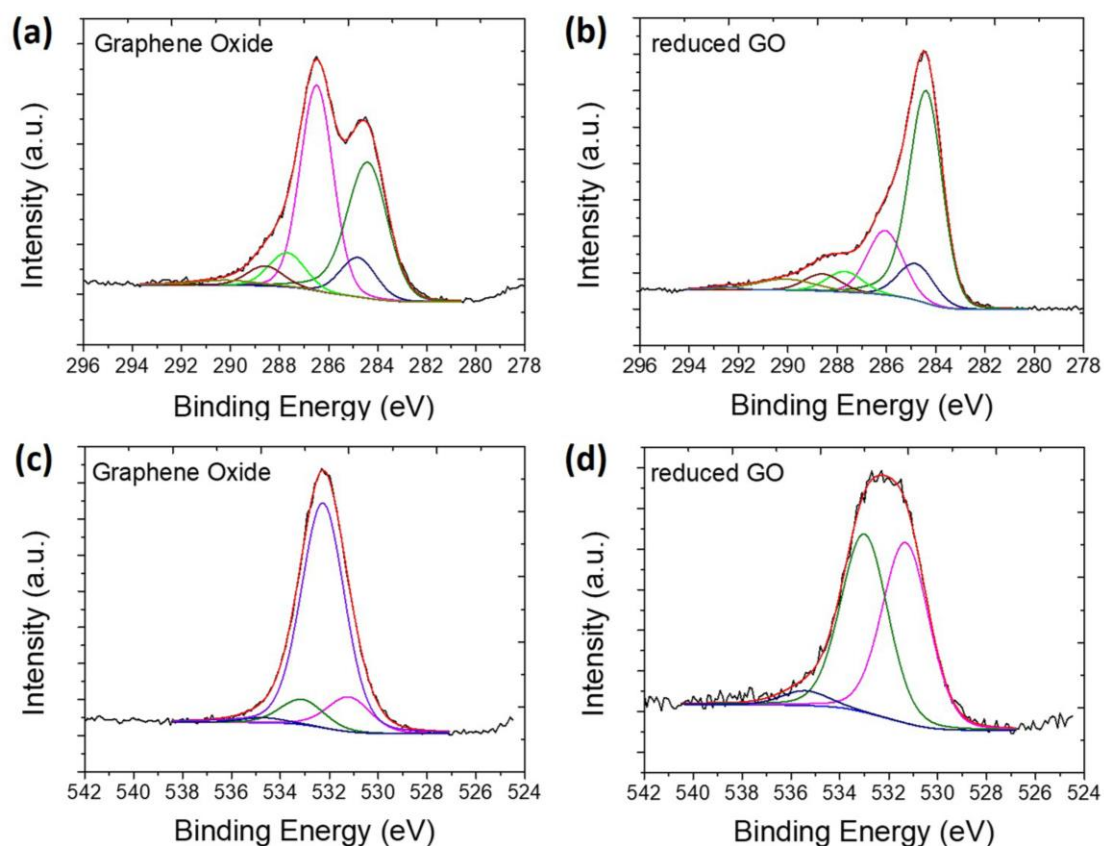 (a)
Graphene Oxide
Intensity (a.u.)
296 294 292 290 288 286 284 282 280 278
Binding Energy (eV)
(b)
reduced GO
Intensity (a.u.)
296 294 292 290 288 286 284 282 280 278
Binding Energy (eV)
(c)
Graphene Oxide
Intensity (a.u.)
542 540 538 536 534 532 530 528 526 524
Binding Energy (eV)
(d)
reduced GO
Intensity (a.u.)
542 540 538 536 534 532 530 528 526 524
Binding Energy (eV)